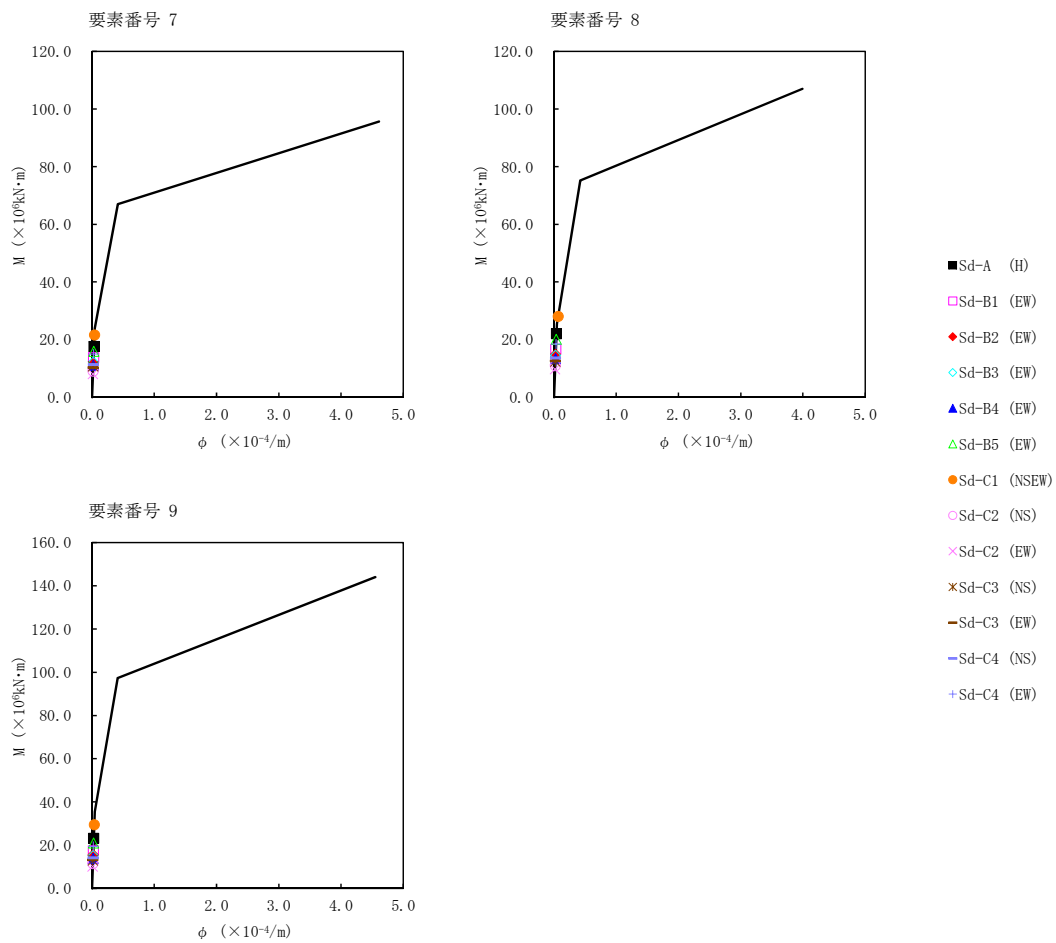 要素番号 7
120.0
100.0
80.0
60.0
40.0
20.0
0.0
M (×10⁶kN・m)
0.0 1.0 2.0 3.0 4.0 5.0
φ (×10⁻⁴/m)
要素番号 8
120.0
100.0
80.0
60.0
40.0
20.0
0.0
M (×10⁶kN・m)
0.0 1.0 2.0 3.0 4.0 5.0
φ (×10⁻⁴/m)
要素番号 9
160.0
140.0
120.0
100.0
80.0
60.0
40.0
20.0
0.0
M (×10⁶kN・m)
0.0 1.0 2.0 3.0 4.0 5.0
φ (×10⁻⁴/m)
Sd-A (H)
Sd-B1 (EW)
Sd-B2 (EW)
Sd-B3 (EW)
Sd-B4 (EW)
Sd-B5 (EW)
Sd-C1 (NSEW)
Sd-C2 (NS)
Sd-C2 (EW)
Sd-C3 (NS)
Sd-C3 (EW)
Sd-C4 (NS)
Sd-C4 (EW)